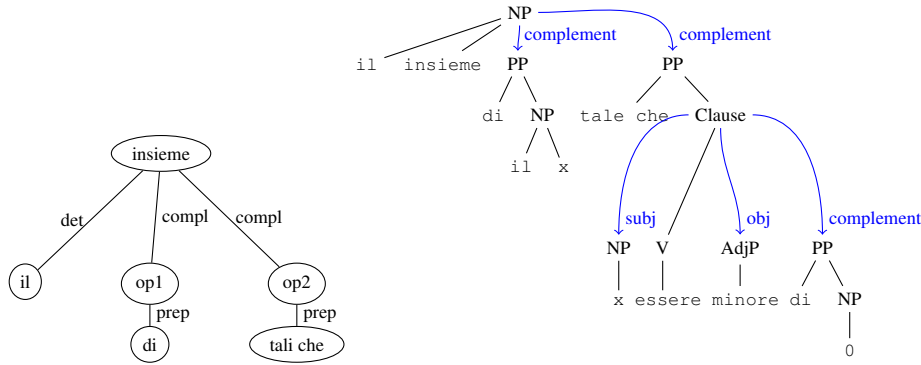 NP
complement complement
il insieme PP PP
di NP tale che Clause
il x
insieme
det compl compl
subj obj complement
NP V AdjP PP
il op1 op2
x essere minore di NP
prep prep
di tali che
0